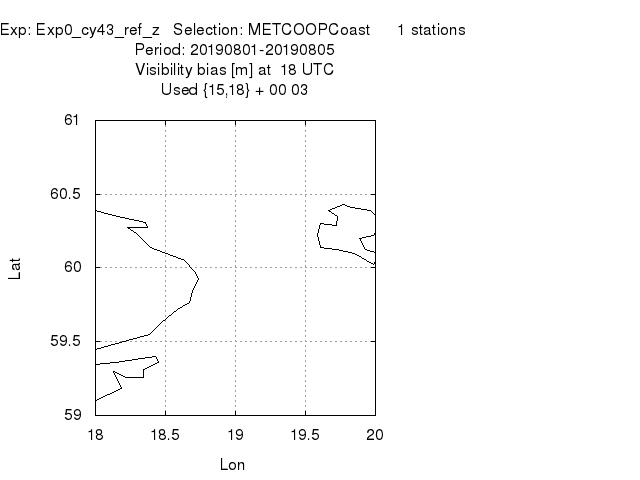 Exp: Exp0_cy43_ref_z   Selection: METCOOPCoast      1 stations
Period: 20190801-20190805
Visibility bias [m] at  18 UTC
Used {15,18} + 00 03
61
60.5
60
59.5
59
Lat
18 18.5 19 19.5 20
Lon